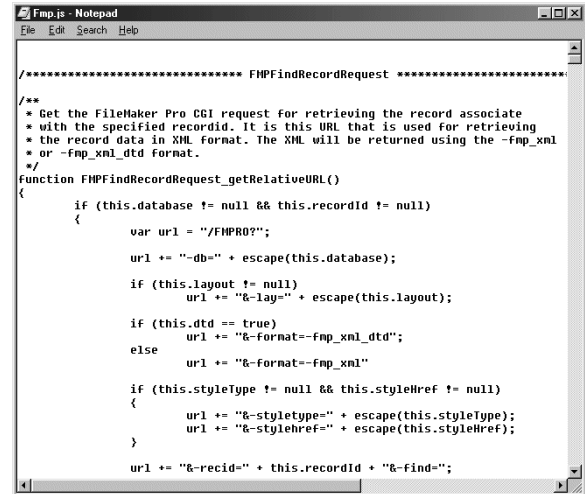 Fmp.js - Notepad
File Edit Search Help
/******************************* FMPFindRecordRequest *************************
/**
 * Get the FileMaker Pro CGI request for retrieving the record associate
 * with the specified recordid. It is this URL that is used for retrieving
 * the record data in XML format. The XML will be returned using the -fmp_xml
 * or -fmp_xml_dtd format.
 */
function FMPFindRecordRequest_getRelativeURL()
{
        if (this.database != null && this.recordId != null)
        {
                var url = "/FMPRO?";
                url += "-db=" + escape(this.database);
                if (this.layout != null)
                        url += "&-lay=" + escape(this.layout);
                if (this.dtd == true)
                        url += "&-format=-fmp_xml_dtd";
                else
                        url += "&-format=-fmp_xml"
                if (this.styleType != null && this.styleHref != null)
                {
                        url += "&-styletype=" + escape(this.styleType);
                        url += "&-stylehref=" + escape(this.styleHref);
                }
                url += "&-recid=" + this.recordId + "&-find=";